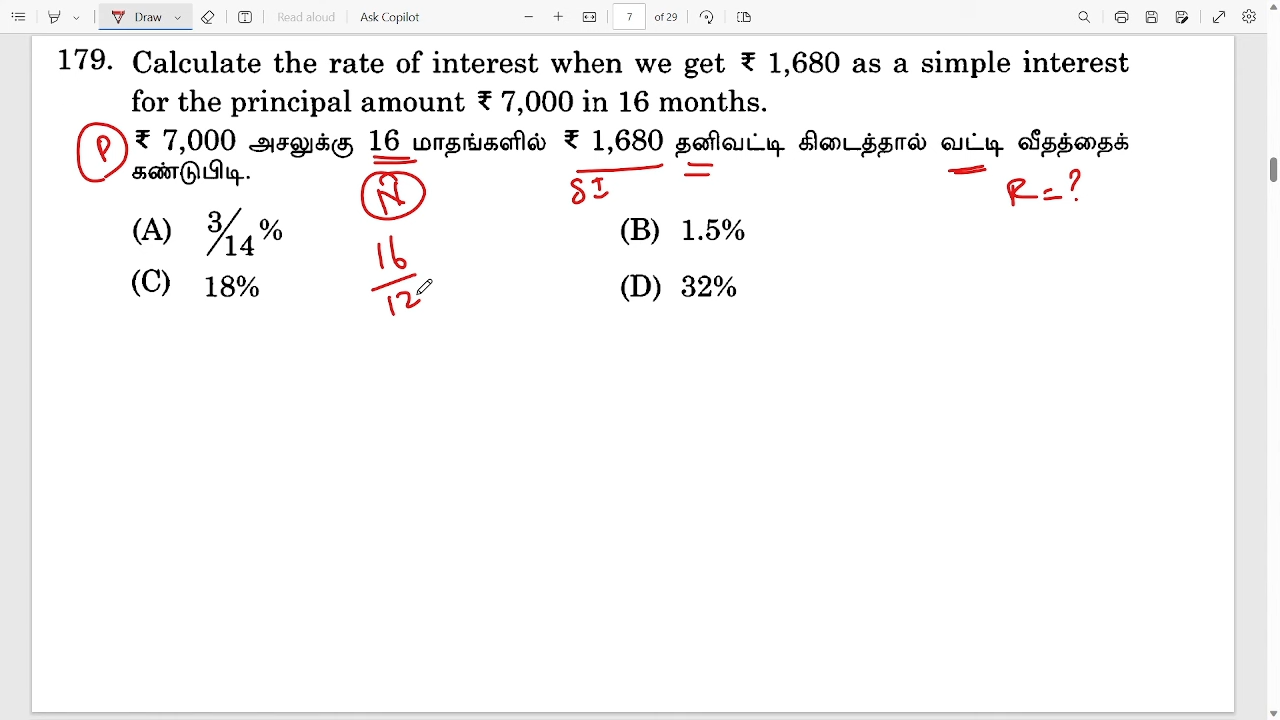 Draw
Read aloud
Ask Copilot
7
of 29
179. Calculate the rate of interest when we get ₹ 1,680 as a simple interest
for the principal amount ₹ 7,000 in 16 months.
P
₹ 7,000 அசலுக்கு 16 மாதங்களில் ₹ 1,680 தனிவட்டி கிடைத்தால் வட்டி வீதத்தைக்
கண்டுபிடி.
N
SI
R = ?
(A) 3/14 %
(B) 1.5%
16
12
(C) 18%
(D) 32%